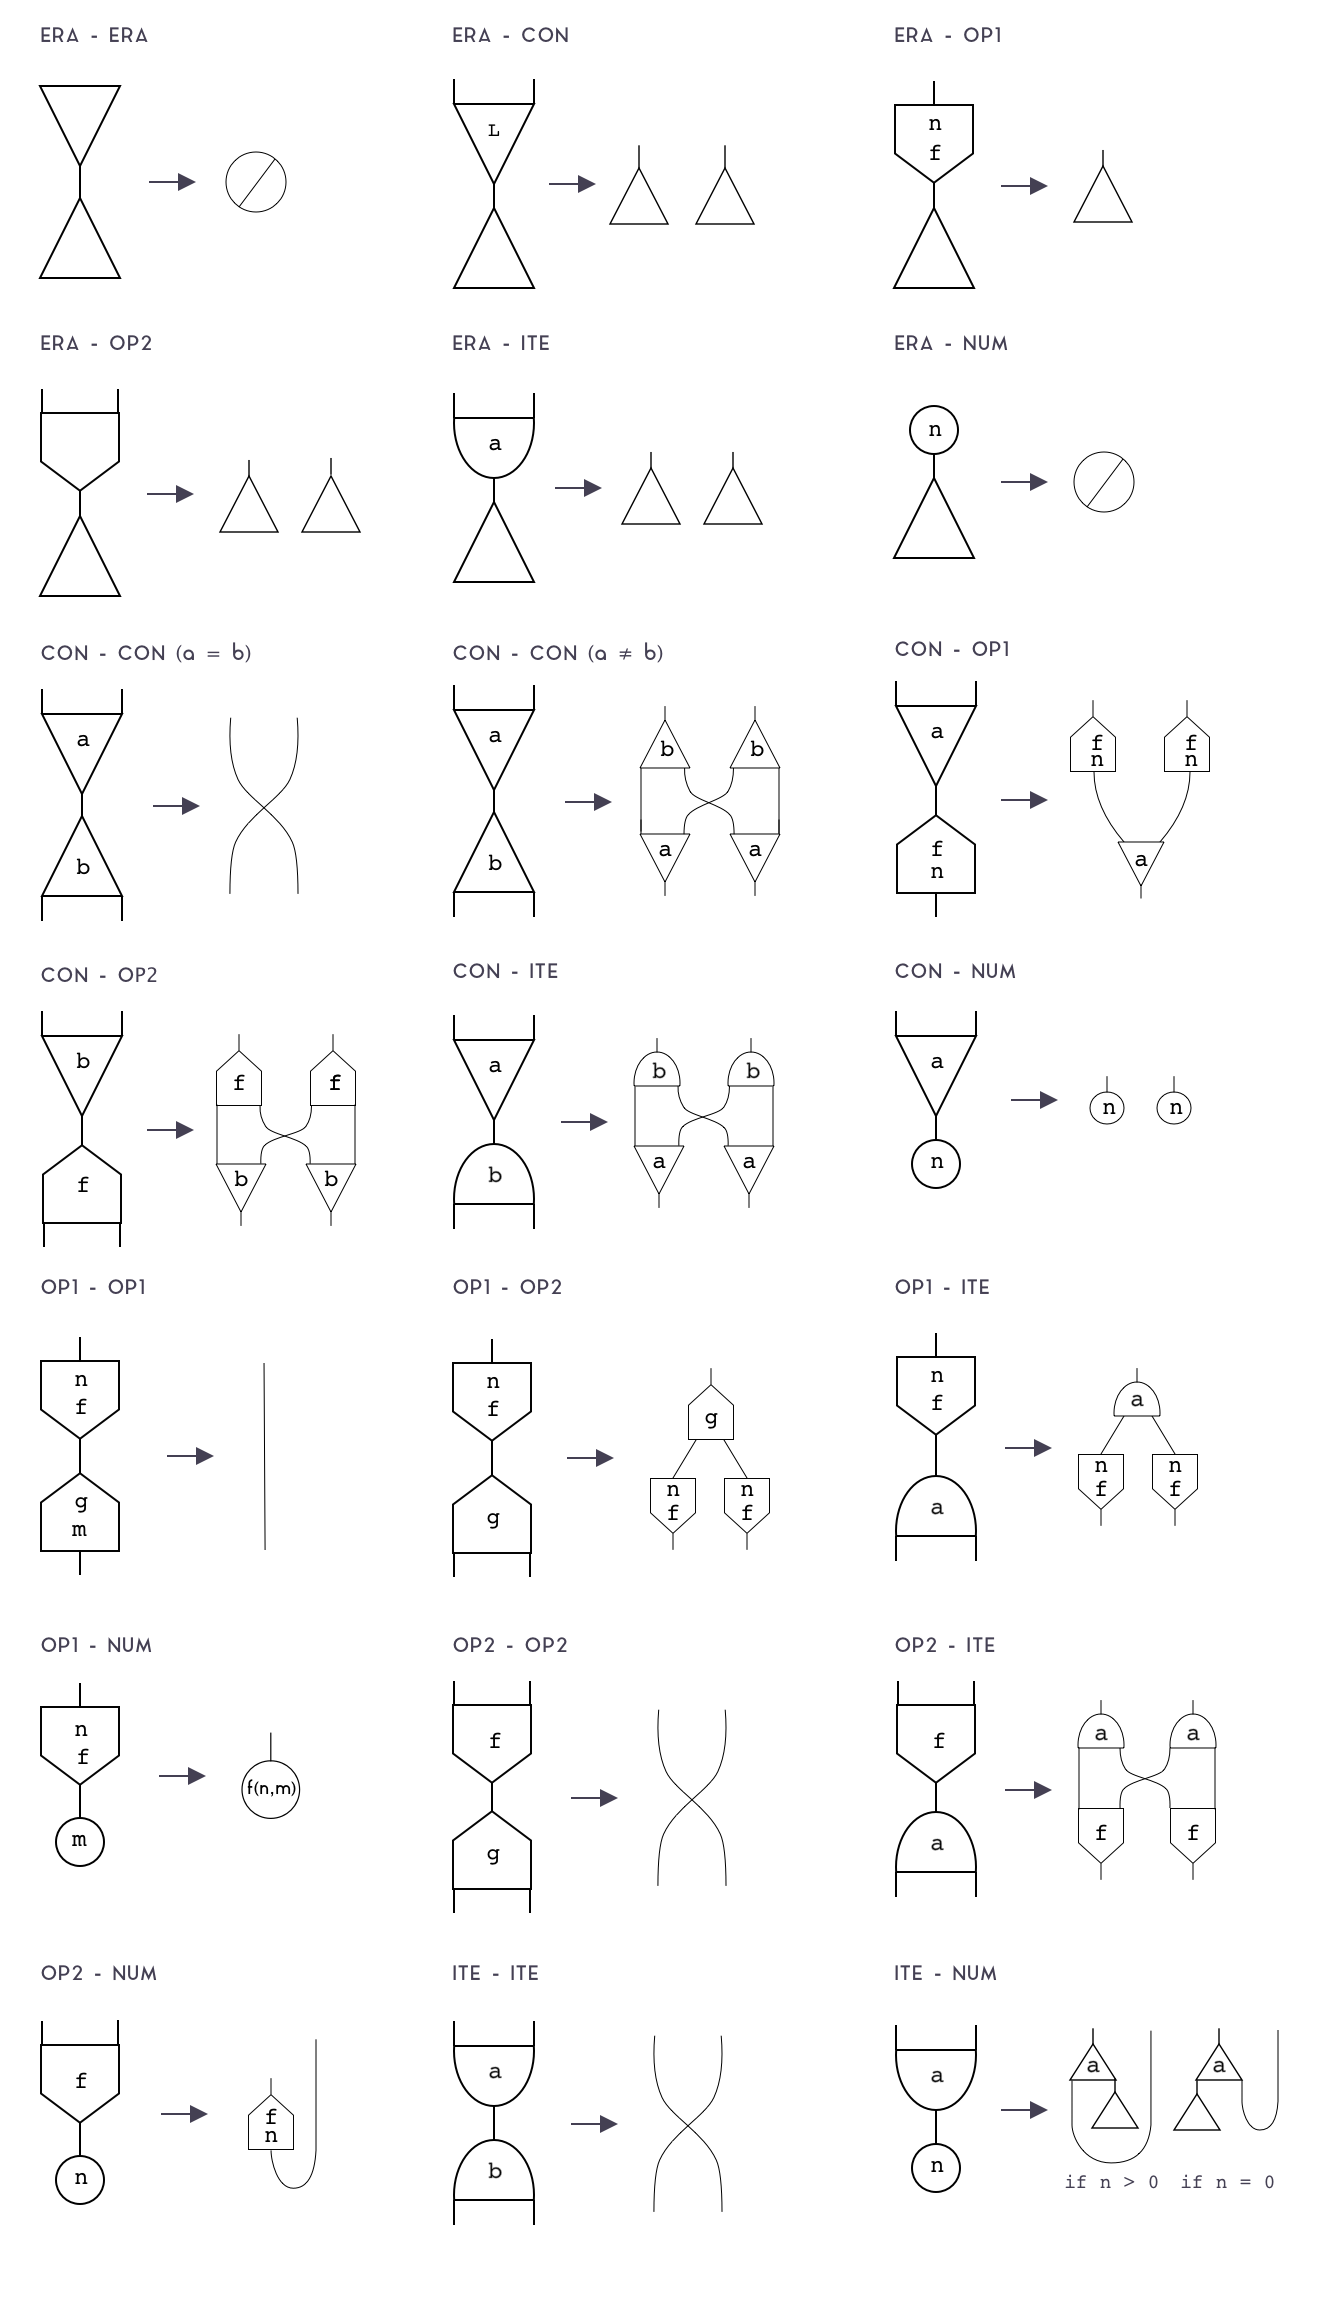 ERA - ERA
ERA - CON
ERA - OP1
L
n
f
ERA - OP2
ERA - ITE
ERA - NUM
a
n
CON - CON (a = b)
CON - CON (a ≠ b)
CON - OP1
a
b
a
b
b b
a a
a
f
n
f f
n n
a
CON - OP2
CON - ITE
CON - NUM
b
f
f f
b b
a
b
b b
a a
a
n
n n
OP1 - OP1
OP1 - OP2
OP1 - ITE
n
f
g
m
n
f
g
g
n n
f f
n
f
a
a
n n
f f
OP1 - NUM
OP2 - OP2
OP2 - ITE
n
f
m
f(n,m)
f
g
f
a
a a
f f
OP2 - NUM
ITE - ITE
ITE - NUM
f
n
f
n
a
b
a
n
a a
if n > 0 if n = 0